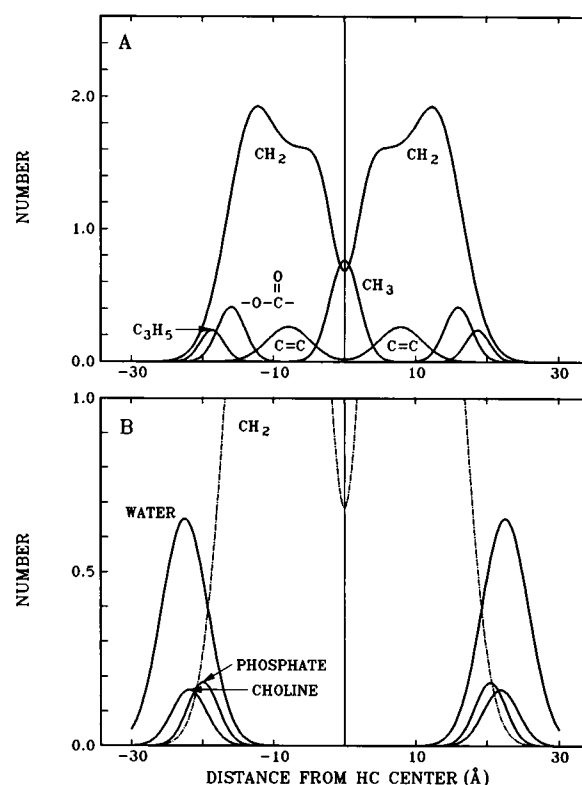 A
2.0
1.0
0.0
NUMBER
CH₂
CH₂
O
‖
-O-C-
CH₃
C₃H₅
C=C
C=C
-30
-10
10
30
B
1.0
0.5
0.0
NUMBER
CH₂
WATER
PHOSPHATE
CHOLINE
-30
-10
10
30
DISTANCE FROM HC CENTER (Å)